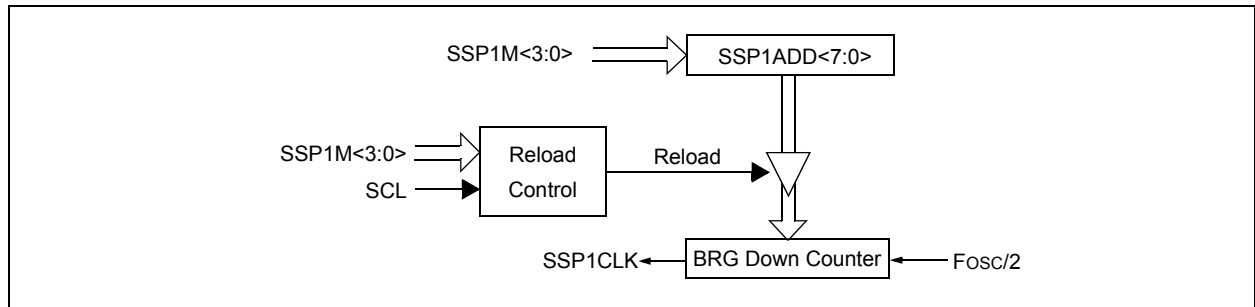 SSP1M<3:0>
SSP1ADD<7:0>
SSP1M<3:0>
SCL
Reload
Control
Reload
SSP1CLK
BRG Down Counter
FOSC/2